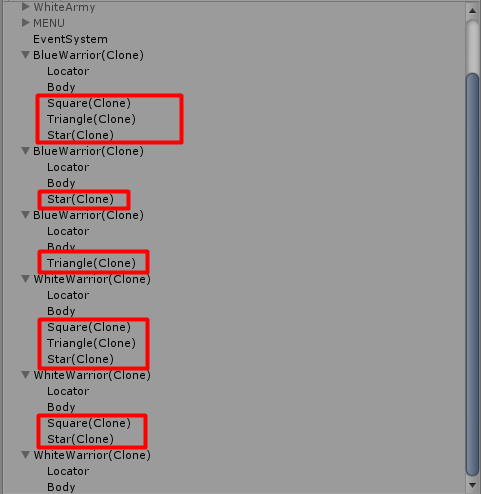 WhiteArmy
MENU
EventSystem
BlueWarrior(Clone)
Locator
Body
Square(Clone)
Triangle(Clone)
Star(Clone)
BlueWarrior(Clone)
Locator
Body
Star(Clone)
BlueWarrior(Clone)
Locator
Body
Triangle(Clone)
WhiteWarrior(Clone)
Locator
Body
Square(Clone)
Triangle(Clone)
Star(Clone)
WhiteWarrior(Clone)
Locator
Body
Square(Clone)
Star(Clone)
WhiteWarrior(Clone)
Locator
Body